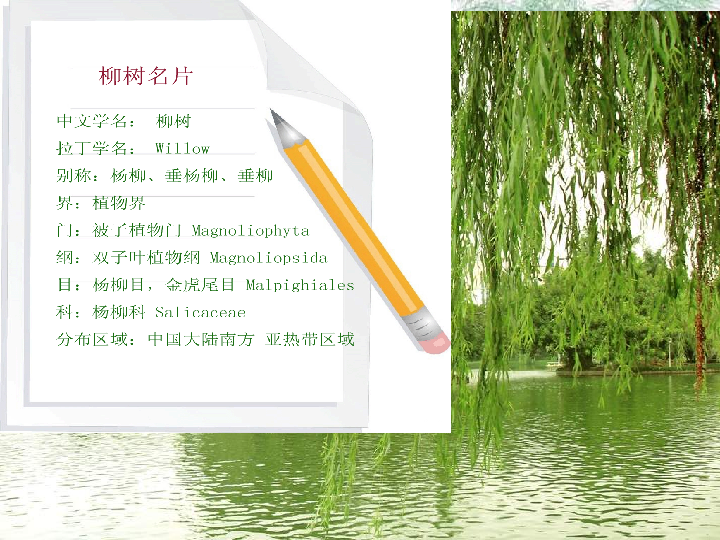 柳树名片
中文学名： 柳树
拉丁学名： Willow
别称：杨柳、垂杨柳、垂柳
界：植物界
门：被子植物门 Magnoliophyta
纲：双子叶植物纲 Magnoliopsida
目：杨柳目，金虎尾目 Malpighiales
科：杨柳科 Salicaceae
分布区域：中国大陆南方 亚热带区域